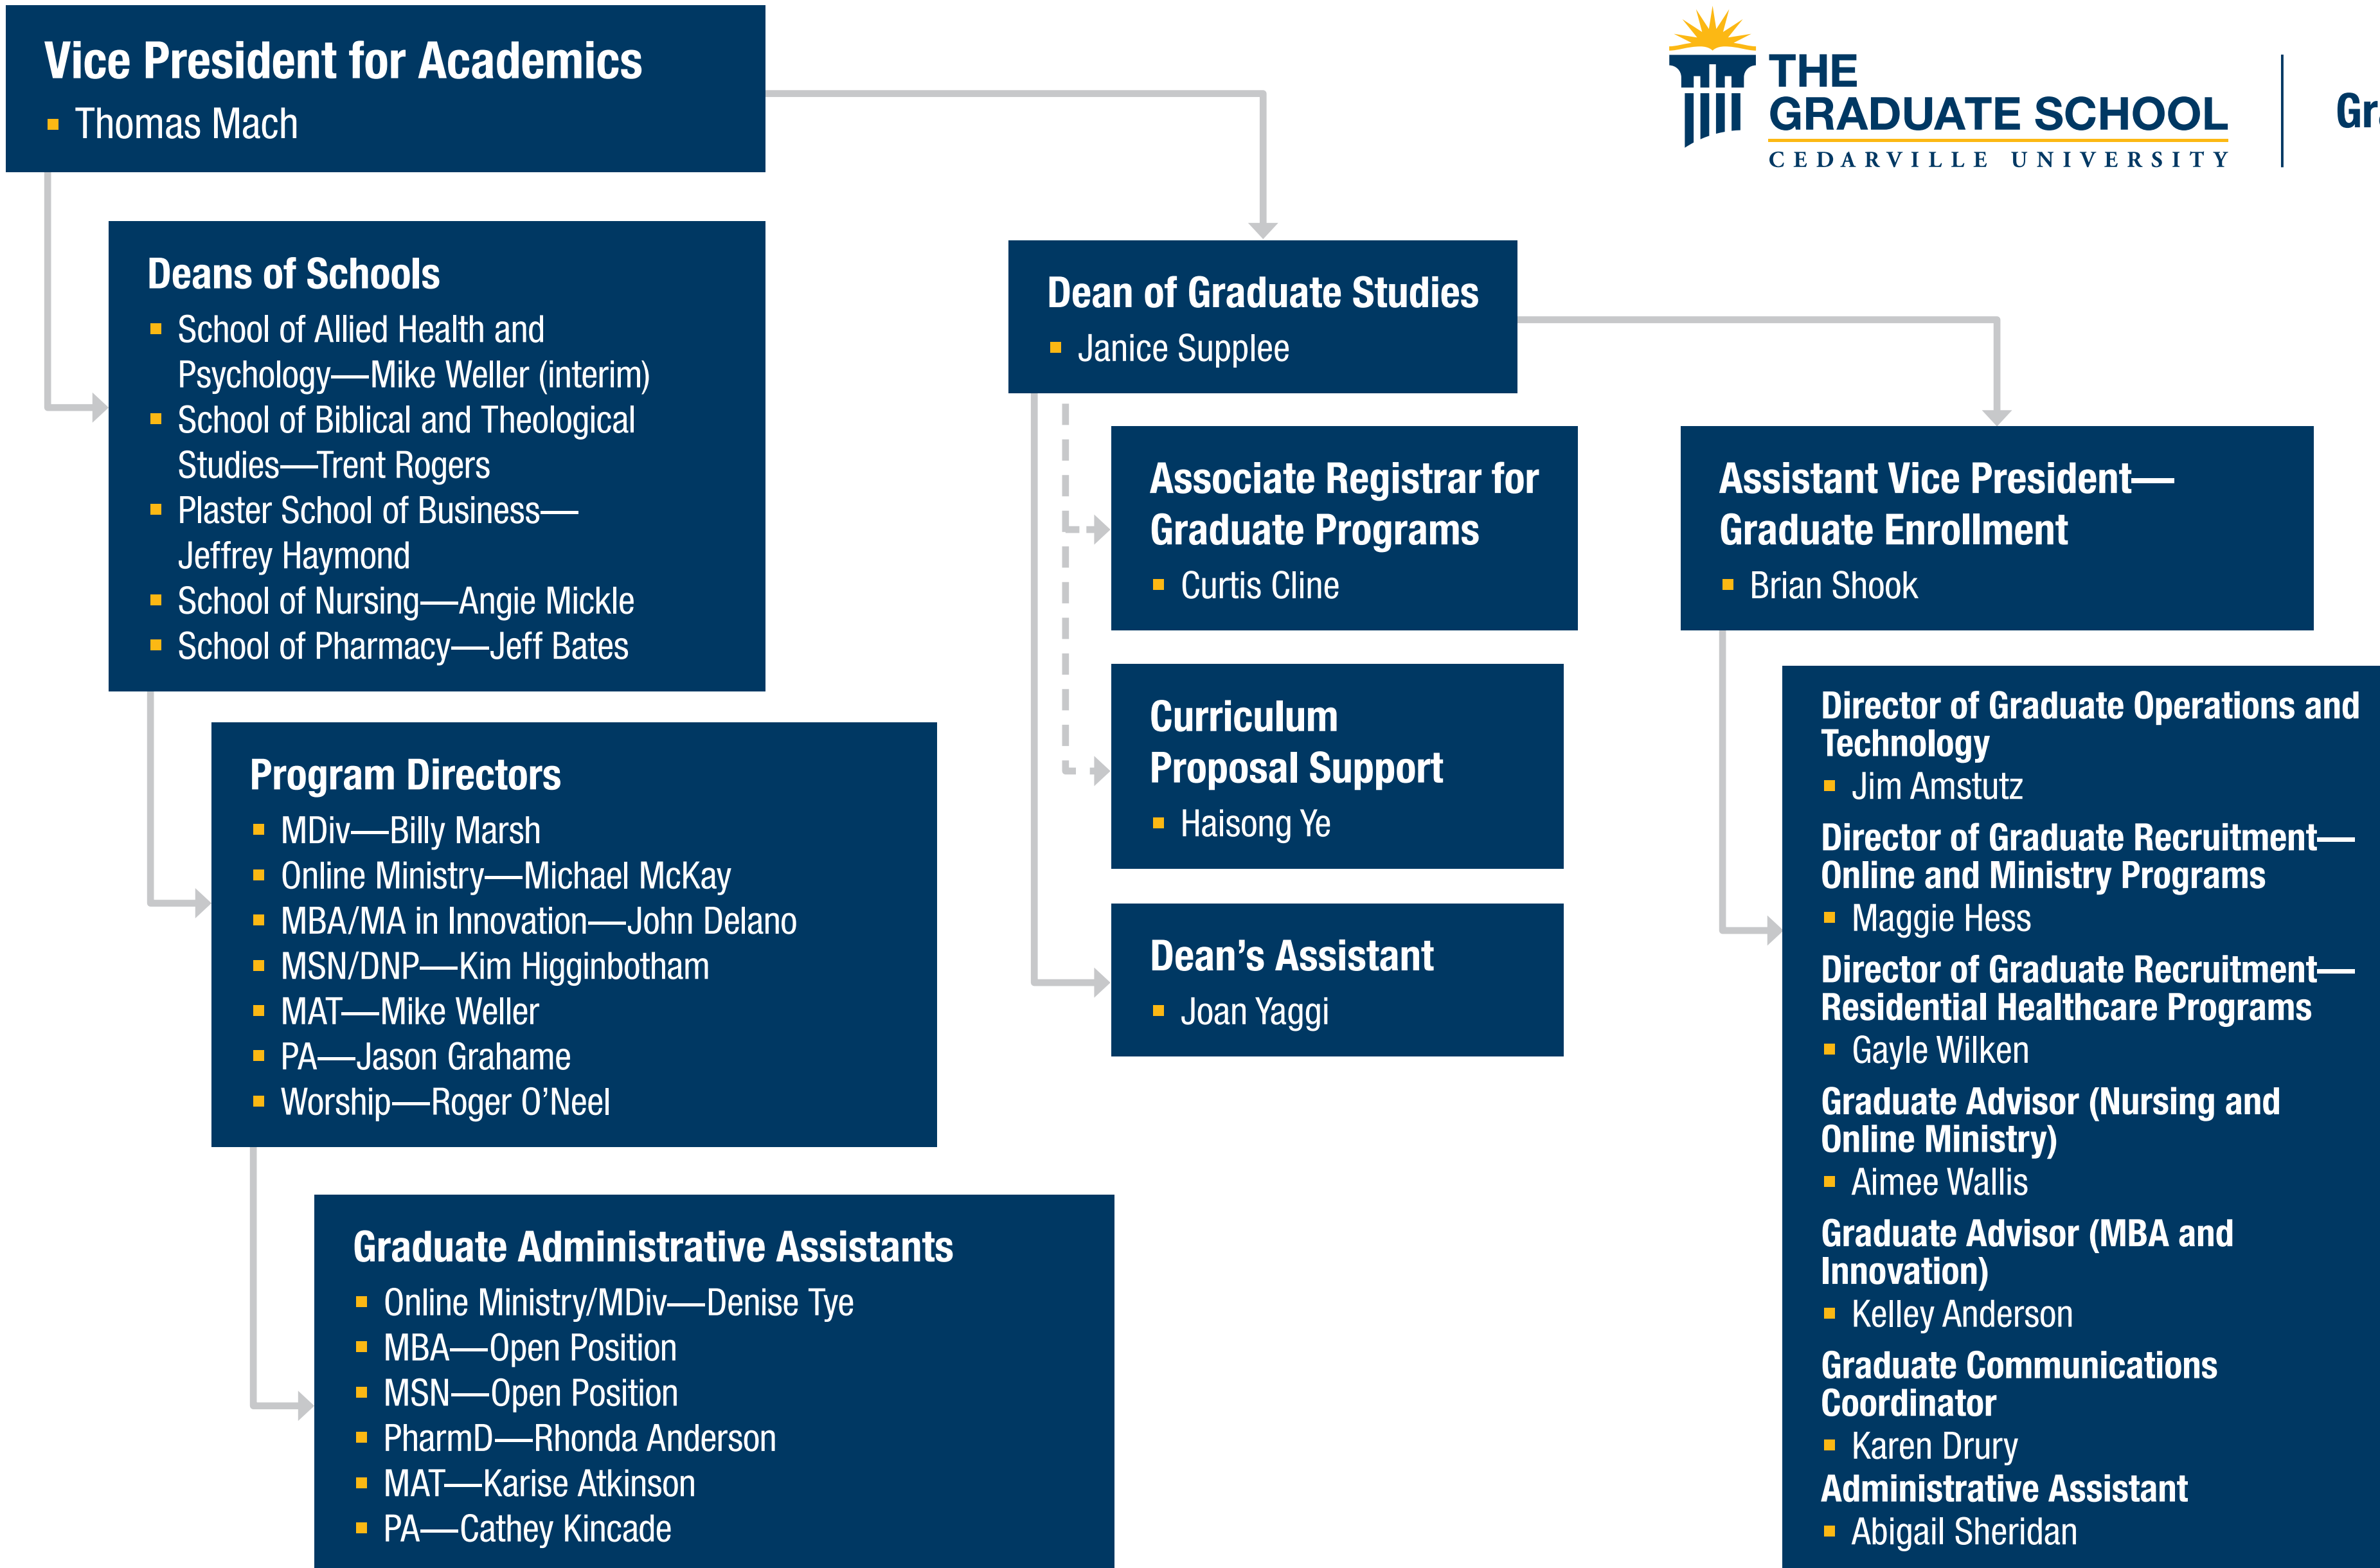 Vice President for Academics
Thomas Mach
THE
GRADUATE SCHOOL
CEDARVILLE UNIVERSITY
Deans of Schools
School of Allied Health and
Psychology—Mike Weller (interim)
School of Biblical and Theological
Studies—Trent Rogers
Plaster School of Business—
Jeffrey Haymond
School of Nursing—Angie Mickle
School of Pharmacy—Jeff Bates
Program Directors
MDiv—Billy Marsh
Online Ministry—Michael McKay
MBA/MA in Innovation—John Delano
MSN/DNP—Kim Higginbotham
MAT—Mike Weller
PA—Jason Grahame
Worship—Roger O’Neel
Graduate Administrative Assistants
Online Ministry/MDiv—Denise Tye
MBA—Open Position
MSN—Open Position
PharmD—Rhonda Anderson
MAT—Karise Atkinson
PA—Cathey Kincade
Dean of Graduate Studies
Janice Supplee
Associate Registrar for
Graduate Programs
Curtis Cline
Curriculum
Proposal Support
Haisong Ye
Dean’s Assistant
Joan Yaggi
Assistant Vice President—
Graduate Enrollment
Brian Shook
Director of Graduate Operations and
Technology
Jim Amstutz
Director of Graduate Recruitment—
Online and Ministry Programs
Maggie Hess
Director of Graduate Recruitment—
Residential Healthcare Programs
Gayle Wilken
Graduate Advisor (Nursing and
Online Ministry)
Aimee Wallis
Graduate Advisor (MBA and
Innovation)
Kelley Anderson
Graduate Communications
Coordinator
Karen Drury
Administrative Assistant
Abigail Sheridan